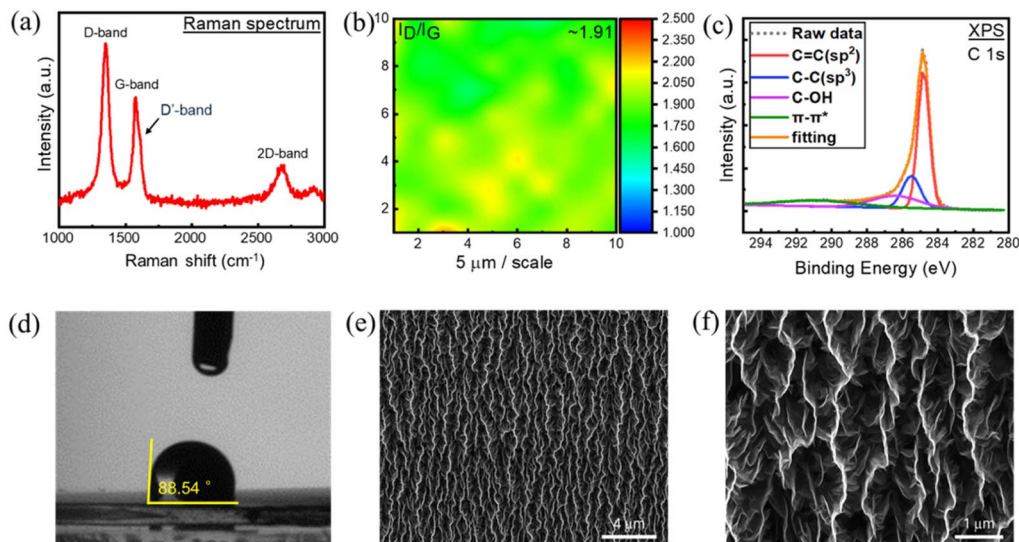 (a)
Raman spectrum
D-band
G-band
D'-band
2D-band
Intensity (a.u.)
1000 1500 2000 2500 3000
Raman shift (cm⁻¹)
(b)
I_D/I_G
~1.91
10
8
6
4
2
2 4 6 8 10
5 µm / scale
2.500
2.350
2.200
2.050
1.900
1.750
1.600
1.450
1.300
1.150
1.000
(c)
XPS
C 1s
Raw data
C=C(sp²)
C-C(sp³)
C-OH
π-π*
fitting
Intensity (a.u.)
294 292 290 288 286 284 282 280
Binding Energy (eV)
(d)
88.54 °
(e)
4 µm
(f)
1 µm